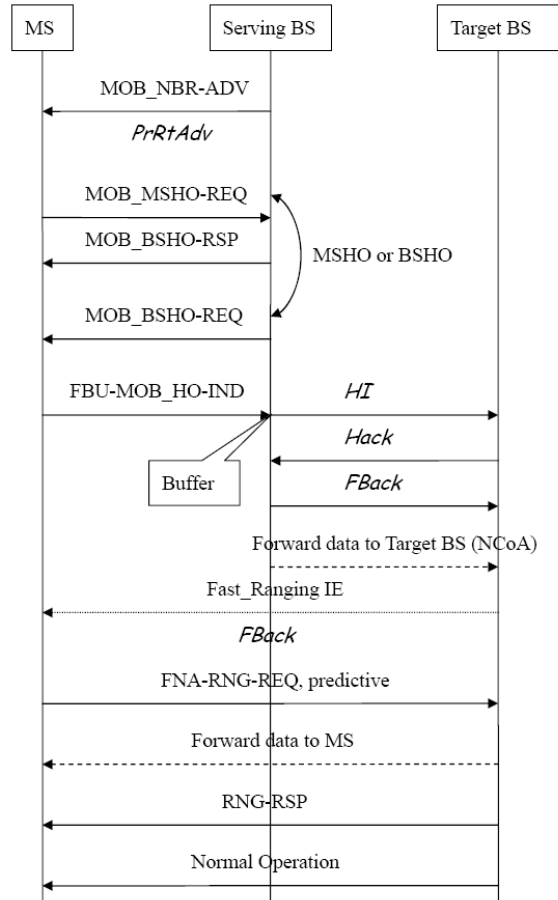 MS
Serving BS
Target BS
MOB_NBR-ADV
PrRtAdv
MOB_MSHO-REQ
MOB_BSHO-RSP
MSHO or BSHO
MOB_BSHO-REQ
FBU-MOB_HO-IND
HI
Hack
Buffer
FBack
Forward data to Target BS (NCoA)
Fast_Ranging IE
FBack
FNA-RNG-REQ, predictive
Forward data to MS
RNG-RSP
Normal Operation